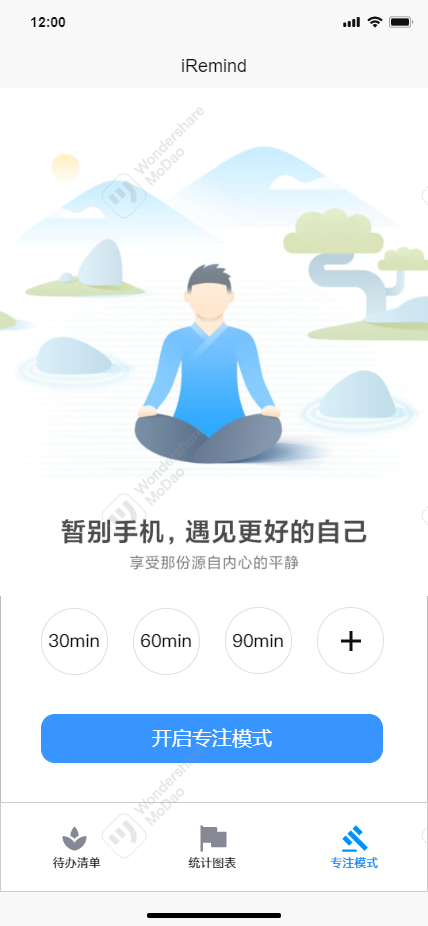 12:00
iRemind
Wondershare
MoDao
暂别手机，遇见更好的自己
享受那份源自内心的平静
Wondershare
MoDao
30min 60min 90min +
开启专注模式
Wondershare
MoDao
待办清单 统计图表 专注模式